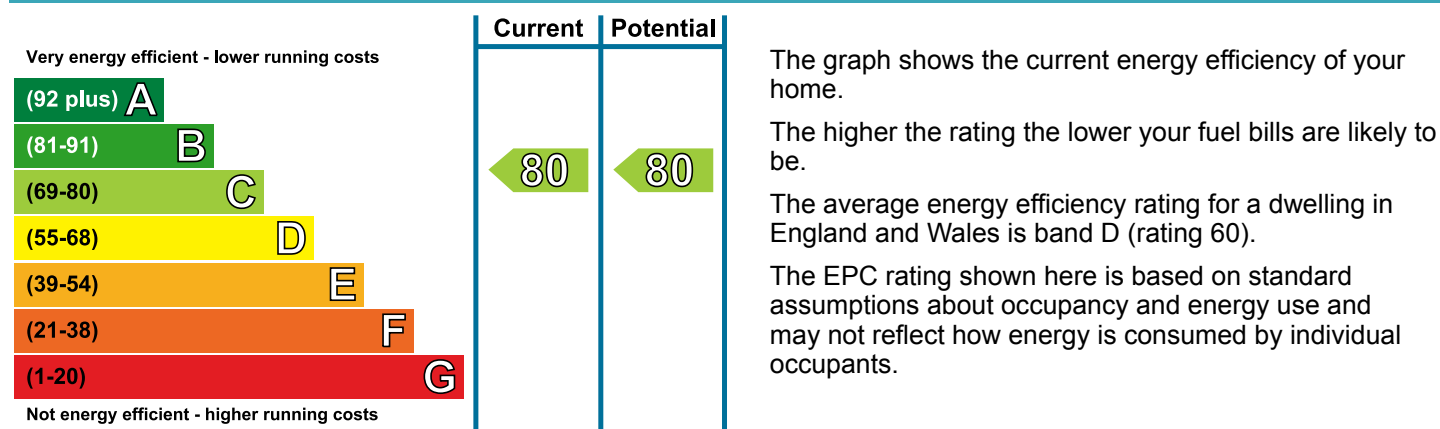 Current Potential
Very energy efficient - lower running costs
(92 plus) A
(81-91) B
(69-80) C
(55-68) D
(39-54) E
(21-38) F
(1-20) G
Not energy efficient - higher running costs
80 80
The graph shows the current energy efficiency of your
home.
The higher the rating the lower your fuel bills are likely to
be.
The average energy efficiency rating for a dwelling in
England and Wales is band D (rating 60).
The EPC rating shown here is based on standard
assumptions about occupancy and energy use and
may not reflect how energy is consumed by individual
occupants.